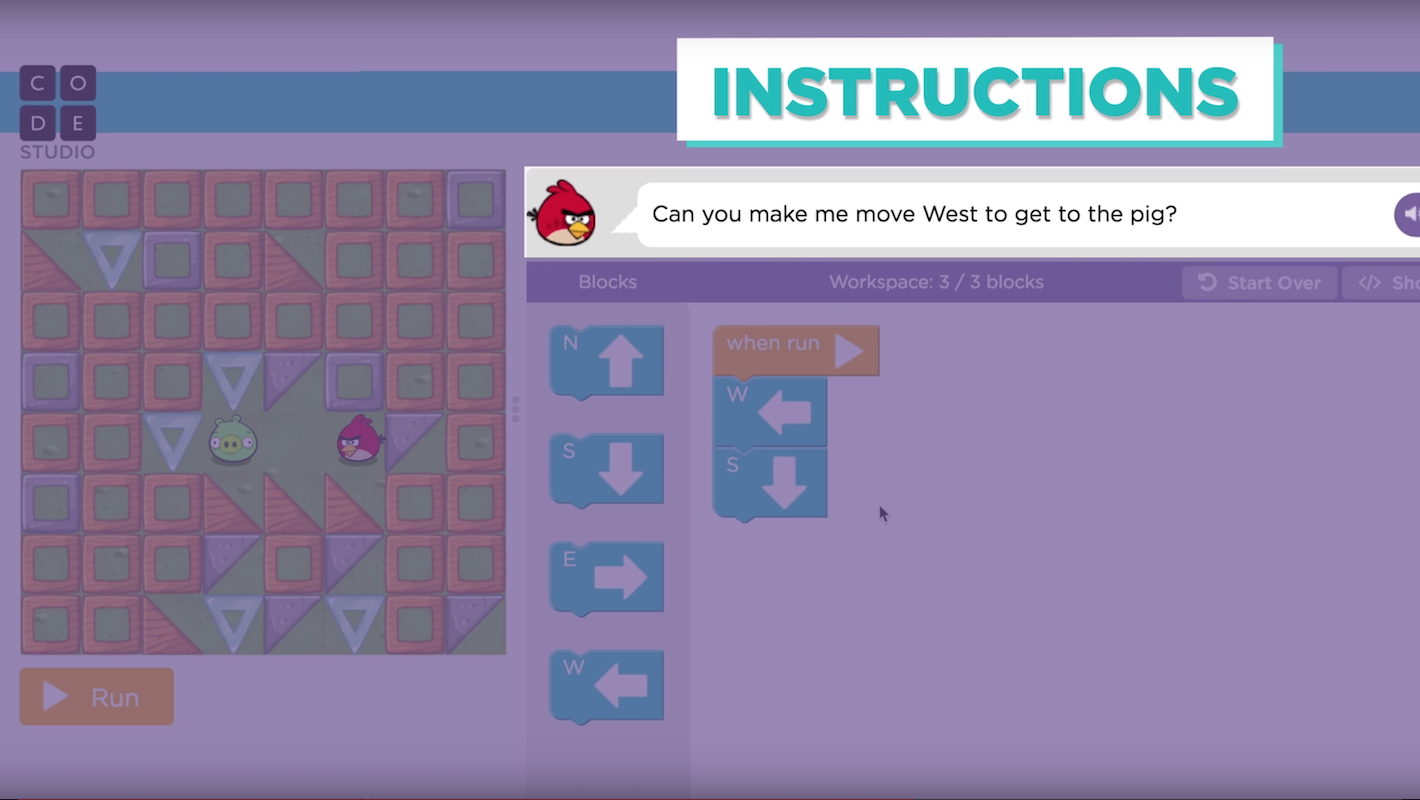 INSTRUCTIONS
C O
D E
STUDIO
Can you make me move West to get to the pig?
Blocks
Workspace: 3 / 3 blocks
Start Over
</> Sho
N
when run
W
S
S
E
W
Run